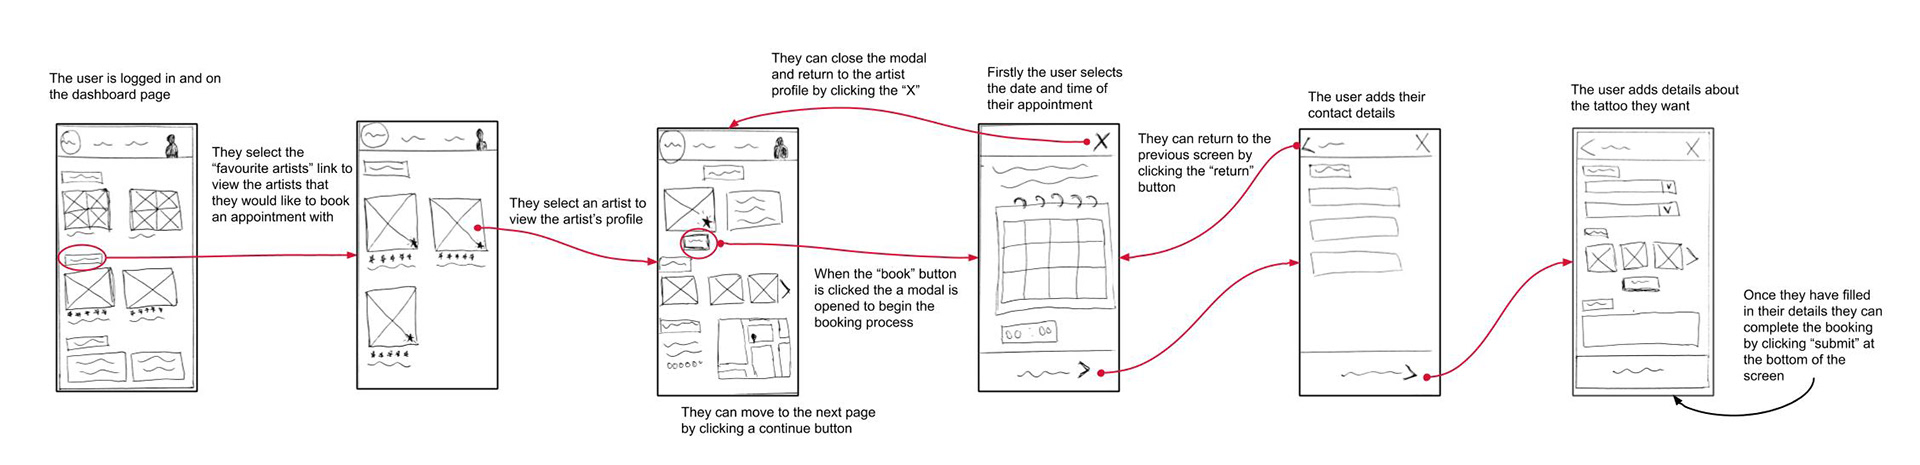 The user is logged in and on
the dashboard page
They select the
“favourite artists” link to
view the artists that
they would like to book
an appointment with
They select an artist to
view the artist’s profile
They can close the modal
and return to the artist
profile by clicking the “X”
When the “book” button
is clicked the a modal is
opened to begin the
booking process
They can move to the next page
by clicking a continue button
Firstly the user selects
the date and time of
their appointment
X
00:00
They can return to the
previous screen by
clicking the “return”
button
The user adds their
contact details
X
The user adds details about
the tattoo they want
X
Once they have filled
in their details they can
complete the booking
by clicking “submit” at
the bottom of the
screen